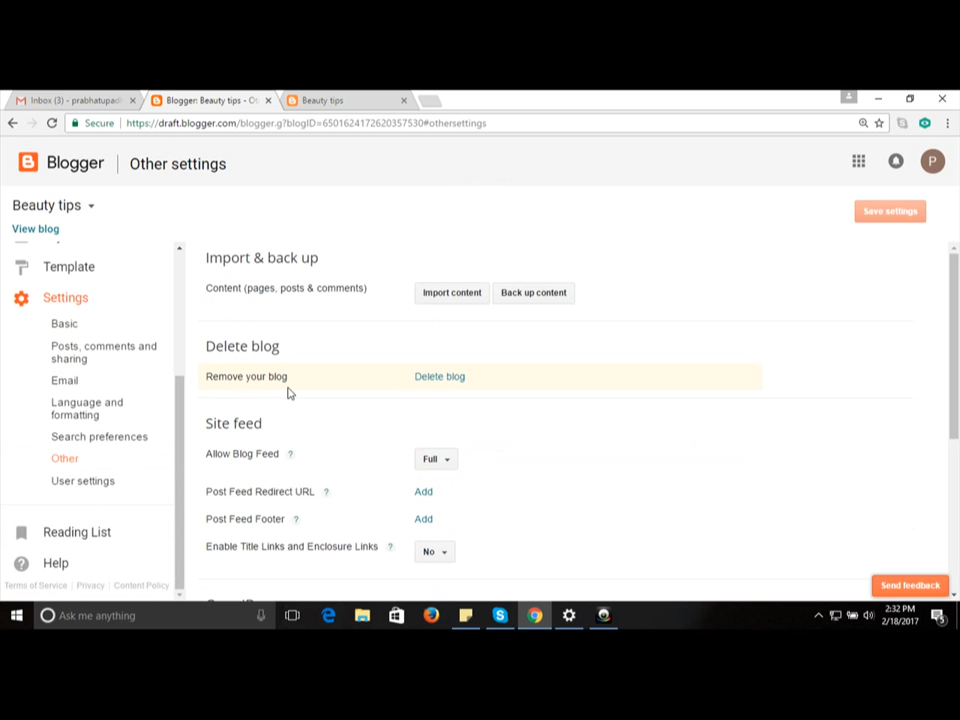 Inbox (3) - prabhatupad
Blogger: Beauty tips - Ot
Beauty tips
Secure
https://draft.blogger.com/blogger.g?blogID=6501624172620357530#othersettings
Blogger
Other settings
P
Beauty tips
Save settings
View blog
Template
Settings
Basic
Posts, comments and
sharing
Email
Language and
formatting
Search preferences
Other
User settings
Reading List
Help
Terms of Service | Privacy | Content Policy
Import & back up
Content (pages, posts & comments)
Import content
Back up content
Delete blog
Remove your blog
Delete blog
Site feed
Allow Blog Feed ?
Full
Post Feed Redirect URL ?
Add
Post Feed Footer ?
Add
Enable Title Links and Enclosure Links ?
No
Send feedback
Ask me anything
2:32 PM
2/18/2017
5